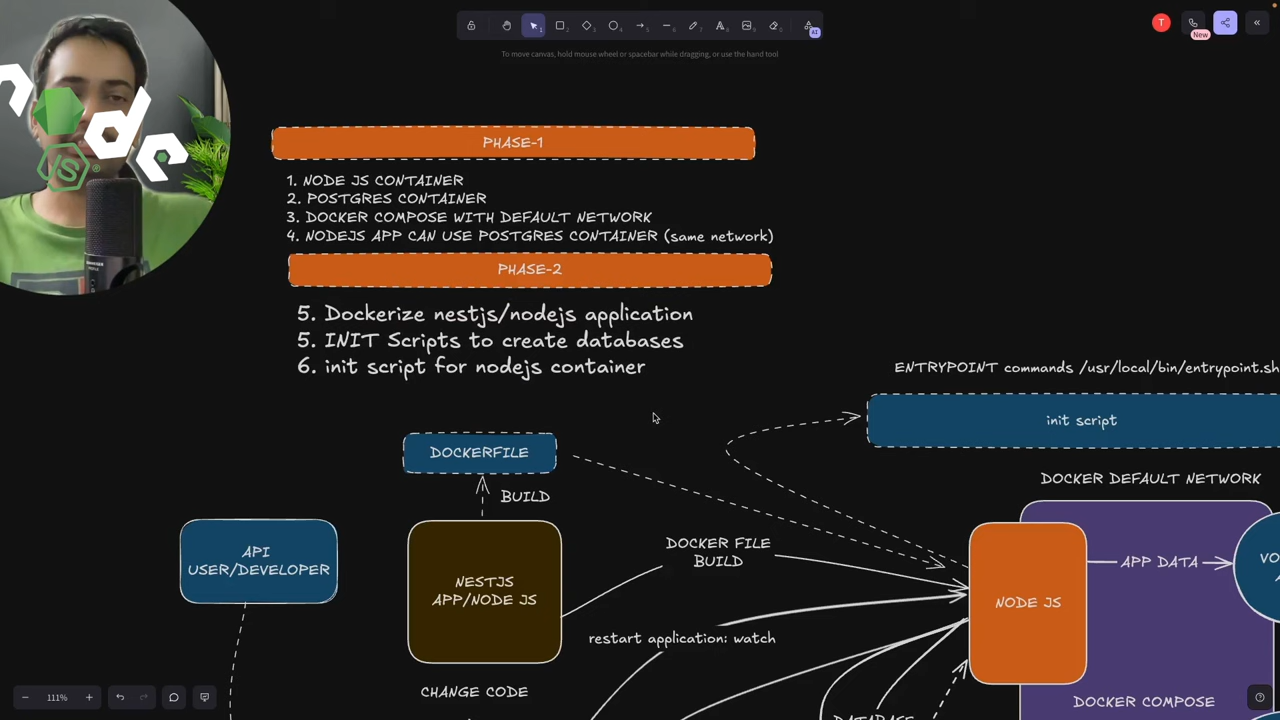 T
New
AI
To move canvas, hold mouse wheel or spacebar while dragging, or use the hand tool
PHASE-1
1. NODE JS CONTAINER
2. POSTGRES CONTAINER
3. DOCKER COMPOSE WITH DEFAULT NETWORK
4. NODEJS APP CAN USE POSTGRES CONTAINER (same network)
PHASE-2
5. Dockerize nestjs/nodejs application
5. INIT Scripts to create databases
6. init script for nodejs container
ENTRYPOINT commands /usr/local/bin/entrypoint.sh
init script
DOCKERFILE
DOCKER DEFAULT NETWORK
BUILD
API
USER/DEVELOPER
NESTJS
APP/NODE JS
DOCKER FILE
BUILD
NODE JS
APP DATA
VO
restart application: watch
CHANGE CODE
DOCKER COMPOSE
DATABASE
111%
JS